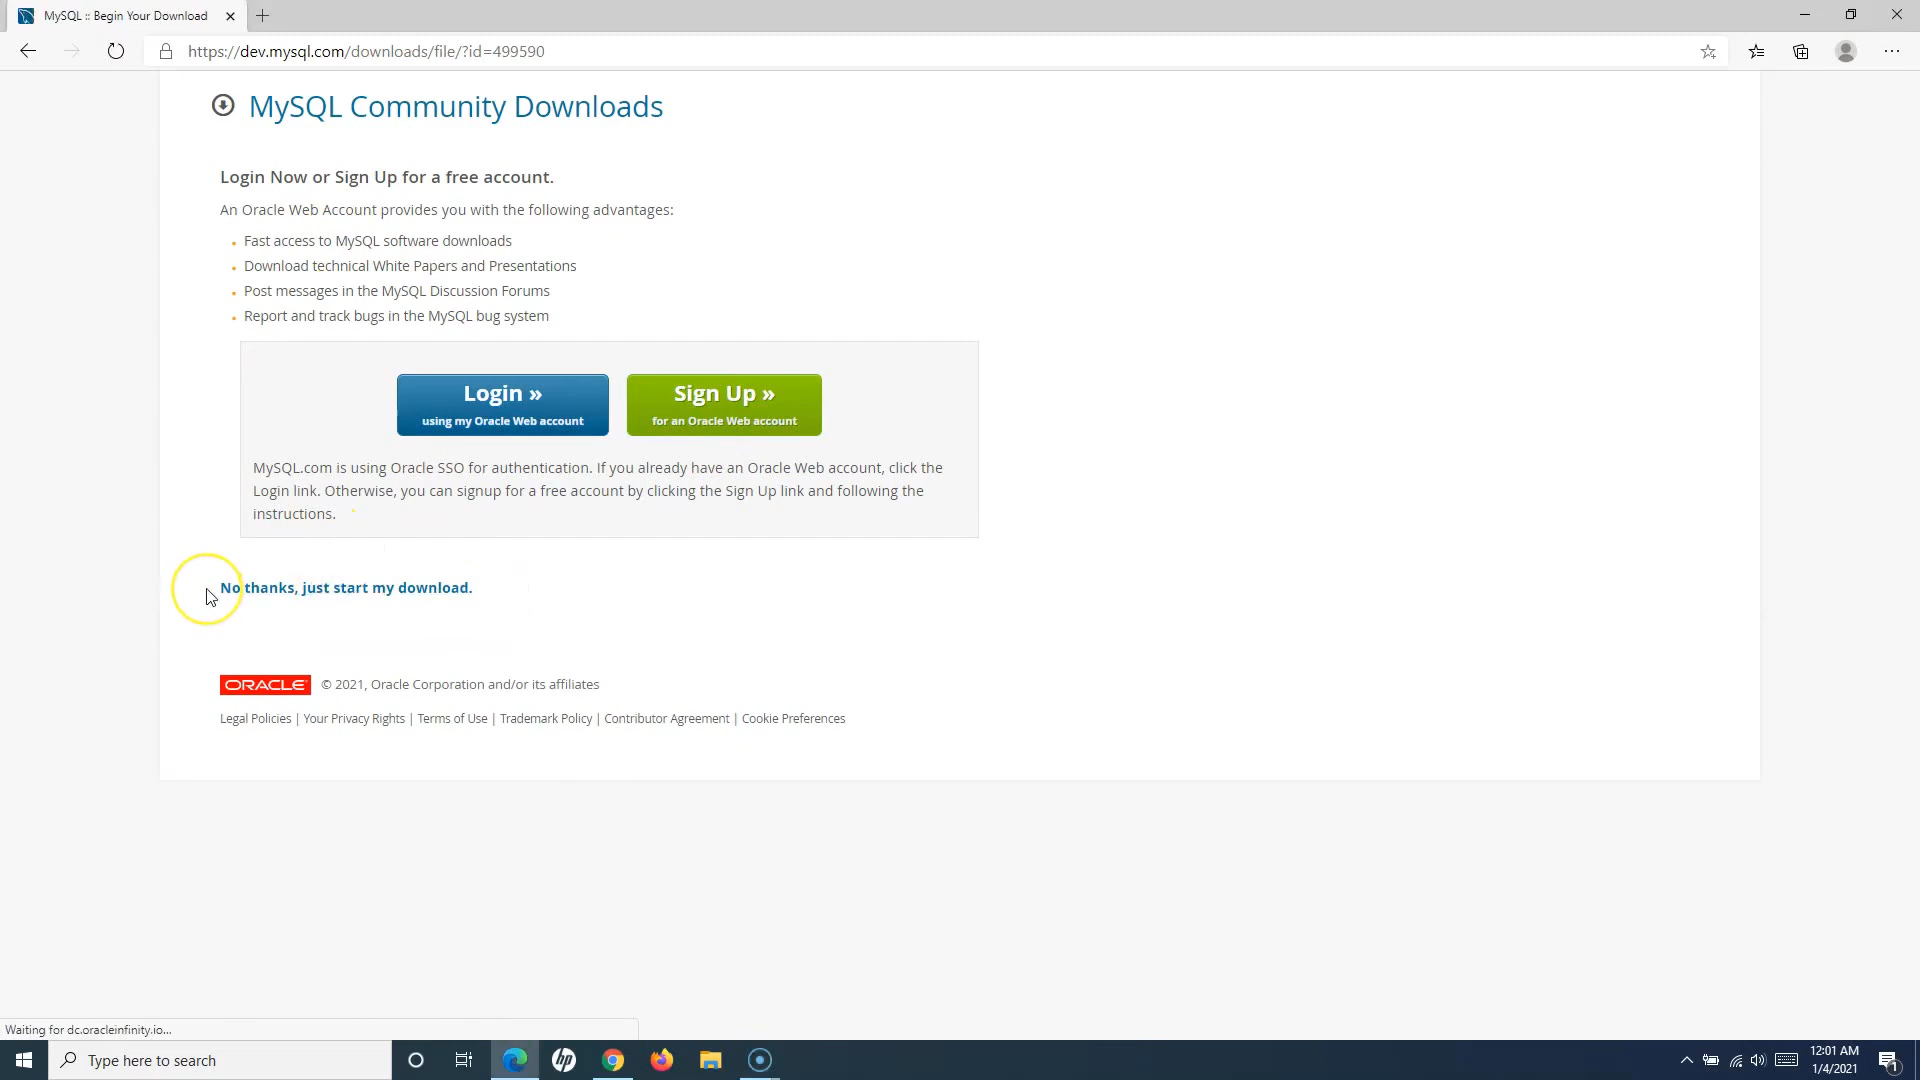 MySQL :: Begin Your Download
https://dev.mysql.com/downloads/file/?id=499590
MySQL Community Downloads
Login Now or Sign Up for a free account.
An Oracle Web Account provides you with the following advantages:
Fast access to MySQL software downloads
Download technical White Papers and Presentations
Post messages in the MySQL Discussion Forums
Report and track bugs in the MySQL bug system
Login »
using my Oracle Web account
Sign Up »
for an Oracle Web account
MySQL.com is using Oracle SSO for authentication. If you already have an Oracle Web account, click the
Login link. Otherwise, you can signup for a free account by clicking the Sign Up link and following the
instructions.
No thanks, just start my download.
ORACLE © 2021, Oracle Corporation and/or its affiliates
Legal Policies | Your Privacy Rights | Terms of Use | Trademark Policy | Contributor Agreement | Cookie Preferences
Waiting for dc.oracleinfinity.io...
Type here to search
hp
12:01 AM
1/4/2021
1